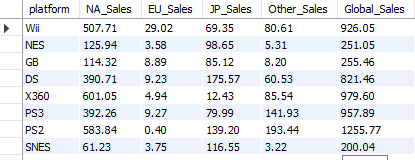 platform NA_Sales EU_Sales JP_Sales Other_Sales Global_Sales
Wii 507.71 29.02 69.35 80.61 926.05
NES 125.94 3.58 98.65 5.31 251.05
GB 114.32 8.89 85.12 8.20 255.46
DS 390.71 9.23 175.57 60.53 821.46
X360 601.05 4.94 12.43 85.54 979.60
PS3 392.26 9.27 79.99 141.93 957.89
PS2 583.84 0.40 139.20 193.44 1255.77
SNES 61.23 3.75 116.55 3.22 200.04